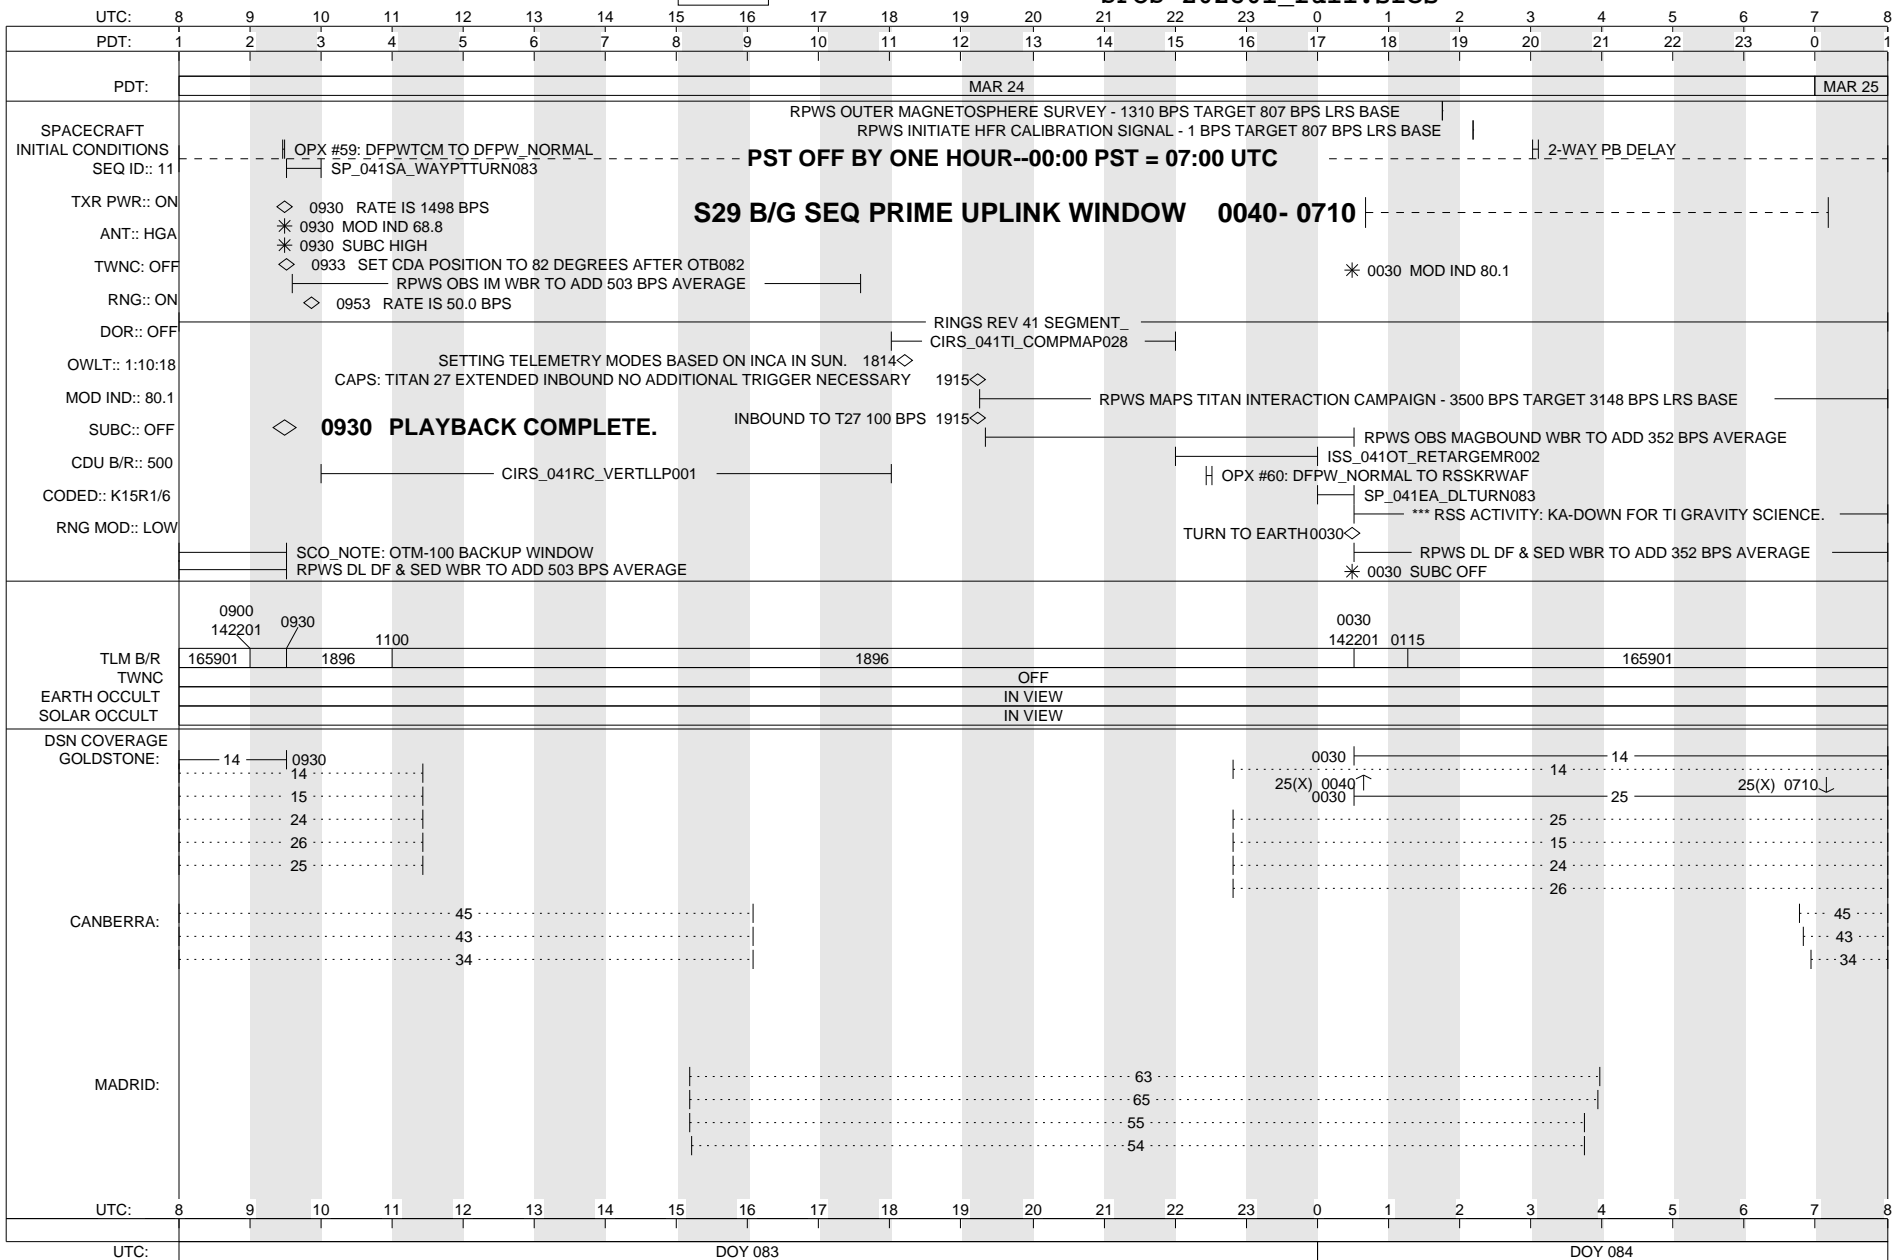 UTC: 8 9 10 11 12 13 14 15 16 17 18 19 20 21 22 23 0 1 2 3 4 5 6 7 8
PDT: 1 2 3 4 5 6 7 8 9 10 11 12 13 14 15 16 17 18 19 20 21 22 23 0 1
PDT: MAR 24 MAR 25
RPWS OUTER MAGNETOSPHERE SURVEY - 1310 BPS TARGET 807 BPS LRS BASE
SPACECRAFT RPWS INITIATE HFR CALIBRATION SIGNAL - 1 BPS TARGET 807 BPS LRS BASE
INITIAL CONDITIONS OPX #59: DFPWTCM TO DFPW_NORMAL 2-WAY PB DELAY
PST OFF BY ONE HOUR--00:00 PST = 07:00 UTC
SEQ ID:: 11 SP_041SA_WAYPTTURN083
TXR PWR:: ON 0930 RATE IS 1498 BPS
S29 B/G SEQ PRIME UPLINK WINDOW 0040- 0710
0930 MOD IND 68.8
ANT:: HGA
0930 SUBC HIGH
TWNC: OFF 0933 SET CDA POSITION TO 82 DEGREES AFTER OTB082 0030 MOD IND 80.1
RPWS OBS IM WBR TO ADD 503 BPS AVERAGE
RNG:: ON 0953 RATE IS 50.0 BPS
RINGS REV 41 SEGMENT_
DOR:: OFF
CIRS_041TI_COMPMAP028
OWLT:: 1:10:18 SETTING TELEMETRY MODES BASED ON INCA IN SUN. 1814
CAPS: TITAN 27 EXTENDED INBOUND NO ADDITIONAL TRIGGER NECESSARY 1915
MOD IND:: 80.1 RPWS MAPS TITAN INTERACTION CAMPAIGN - 3500 BPS TARGET 3148 BPS LRS BASE
INBOUND TO T27 100 BPS 1915
SUBC:: OFF 0930 PLAYBACK COMPLETE.
RPWS OBS MAGBOUND WBR TO ADD 352 BPS AVERAGE
ISS_041OT_RETARGEMR002
CDU B/R:: 500
CIRS_041RC_VERTLLP001 OPX #60: DFPW_NORMAL TO RSSKRWAF
CODED:: K15R1/6 SP_041EA_DLTURN083
*** RSS ACTIVITY: KA-DOWN FOR TI GRAVITY SCIENCE.
RNG MOD:: LOW
TURN TO EARTH 0030
SCO_NOTE: OTM-100 BACKUP WINDOW RPWS DL DF & SED WBR TO ADD 352 BPS AVERAGE
RPWS DL DF & SED WBR TO ADD 503 BPS AVERAGE 0030 SUBC OFF
0900 0930 0030
142201 1100 142201 0115
TLM B/R 165901 1896 1896 165901
TWNC OFF
EARTH OCCULT IN VIEW
SOLAR OCCULT IN VIEW
DSN COVERAGE
GOLDSTONE: 14 0930 0030 14
14 14
25(X) 0040 25(X) 0710
15 0030 25
24 25
26 15
25 24
26
CANBERRA: 45 45
43 43
34 34
MADRID: 63
65
55
54
UTC: 8 9 10 11 12 13 14 15 16 17 18 19 20 21 22 23 0 1 2 3 4 5 6 7 8
UTC: DOY 083 DOY 084